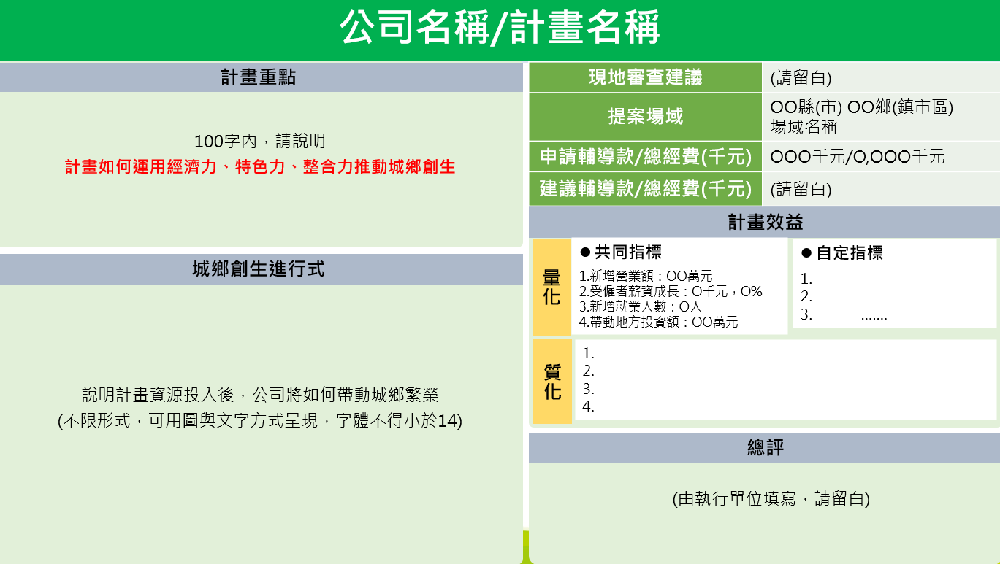 公司名稱/計畫名稱
計畫重點
100字內，請說明
計畫如何運用經濟力、特色力、整合力推動城鄉創生
城鄉創生進行式
說明計畫資源投入後，公司將如何帶動城鄉繁榮
(不限形式，可用圖與文字方式呈現，字體不得小於14)
現地審查建議
(請留白)
提案場域
OO縣(市) OO鄉(鎮市區)
場域名稱
申請輔導款/總經費(千元)
OOO千元/O,OOO千元
建議輔導款/總經費(千元)
(請留白)
計畫效益
量化
●共同指標
1.新增營業額：OO萬元
2.受僱者薪資成長：O千元，O%
3.新增就業人數：O人
4.帶動地方投資額：OO萬元
●自定指標
1.
2.
3. .......
質化
1.
2.
3.
4.
總評
(由執行單位填寫，請留白)